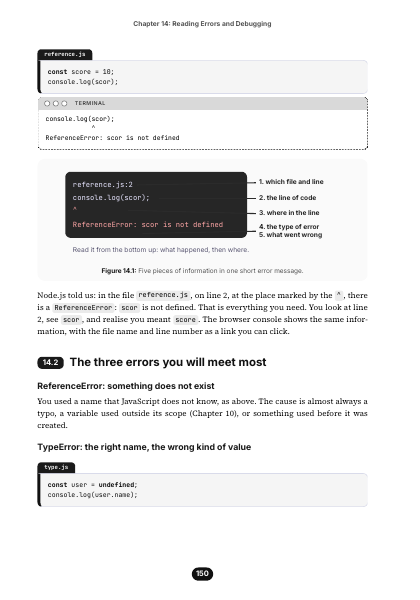 Chapter 14: Reading Errors and Debugging
reference.js
const score = 10;
console.log(scor);
TERMINAL
console.log(scor);
^
ReferenceError: scor is not defined
reference.js:2
console.log(scor);
^
ReferenceError: scor is not defined
1. which file and line
2. the line of code
3. where in the line
4. the type of error
5. what went wrong
Read it from the bottom up: what happened, then where.
Figure 14.1: Five pieces of information in one short error message.
Node.js told us: in the file reference.js, on line 2, at the place marked by the ^, there
is a ReferenceError: scor is not defined. That is everything you need. You look at line
2, see scor, and realise you meant score. The browser console shows the same infor-
mation, with the file name and line number as a link you can click.
14.2 The three errors you will meet most
ReferenceError: something does not exist
You used a name that JavaScript does not know, as above. The cause is almost always a
typo, a variable used outside its scope (Chapter 10), or something used before it was
created.
TypeError: the right name, the wrong kind of value
type.js
const user = undefined;
console.log(user.name);
150